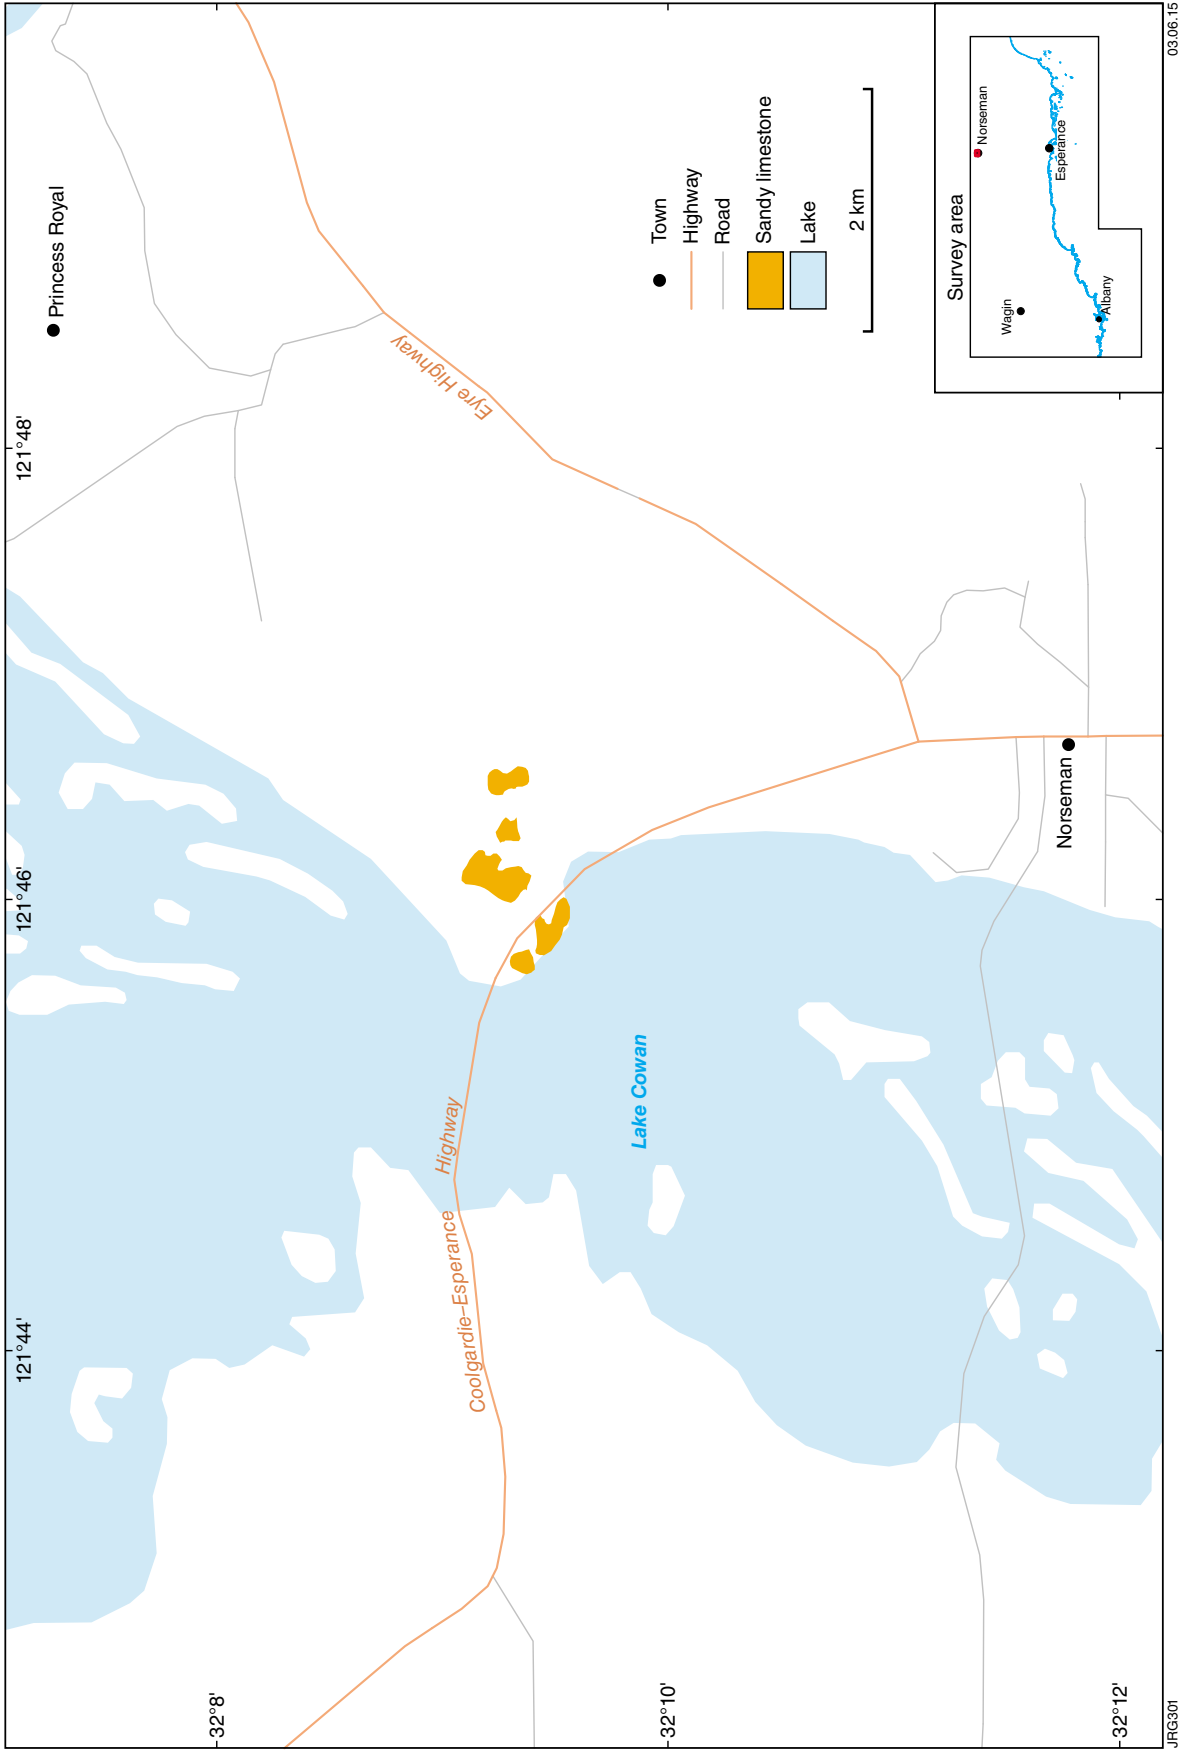 121°44'
121°46'
121°48'
Princess Royal
32°8'
Eyre Highway
Coolgardie–Esperance
Highway
32°10'
Lake Cowan
Town
Highway
Road
Sandy limestone
Lake
2 km
Norseman
32°12'
Survey area
Norseman
Wagin
Esperance
Albany
JRG301
03.06.15